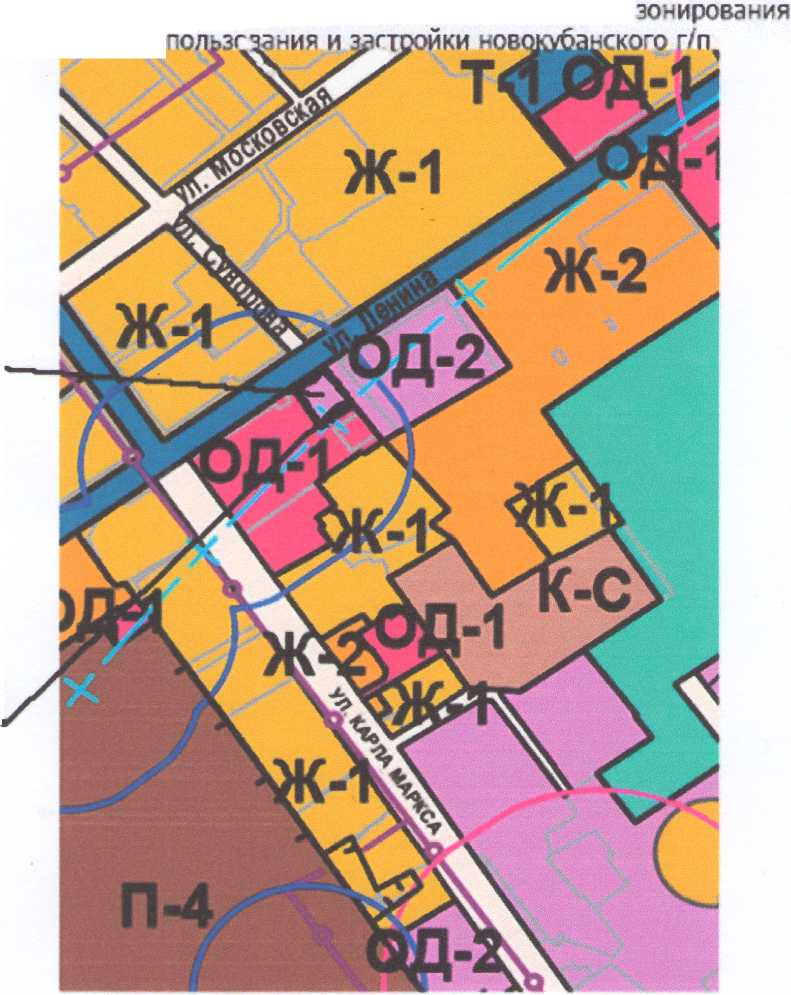 зонирования
пользования и застройки новокубанского г/п
Т-1 ОД-1
ул. Московская
Ж-1
ОД-1
ул. Суворова
Ж-2
Ж-1
ул. Ленина
ОД-2
ОД-1
Ж-1
Ж-1
К-С
ОД-1
ОД-1
Ж-2
Ж-1
УЛ. КАРЛА МАРКСА
Ж-1
П-4
ОД-2